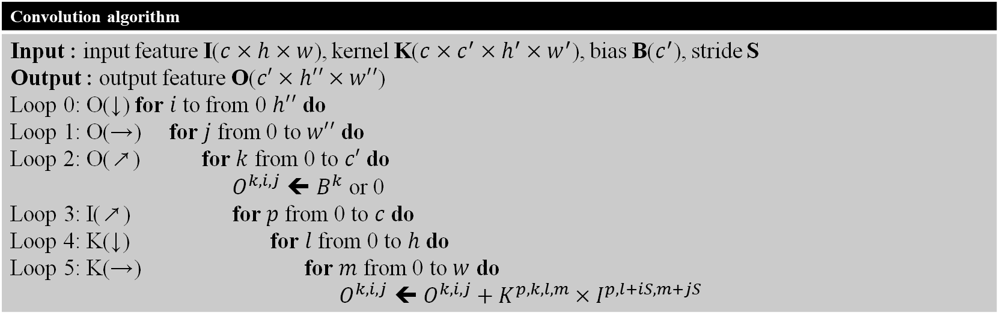 Convolution algorithm
Input : input feature I(c × h × w), kernel K(c × c′ × h′ × w′), bias B(c′), stride S
Output : output feature O(c′ × h′′ × w′′)
Loop 0: O(↓) for i to from 0 h′′ do
Loop 1: O(→) for j from 0 to w′′ do
Loop 2: O(↗) for k from 0 to c′ do
O^{k,i,j} 🡸 B^k or 0
Loop 3: I(↗) for p from 0 to c do
Loop 4: K(↓) for l from 0 to h do
Loop 5: K(→) for m from 0 to w do
O^{k,i,j} 🡸 O^{k,i,j} + K^{p,k,l,m} × I^{p,l+iS,m+jS}